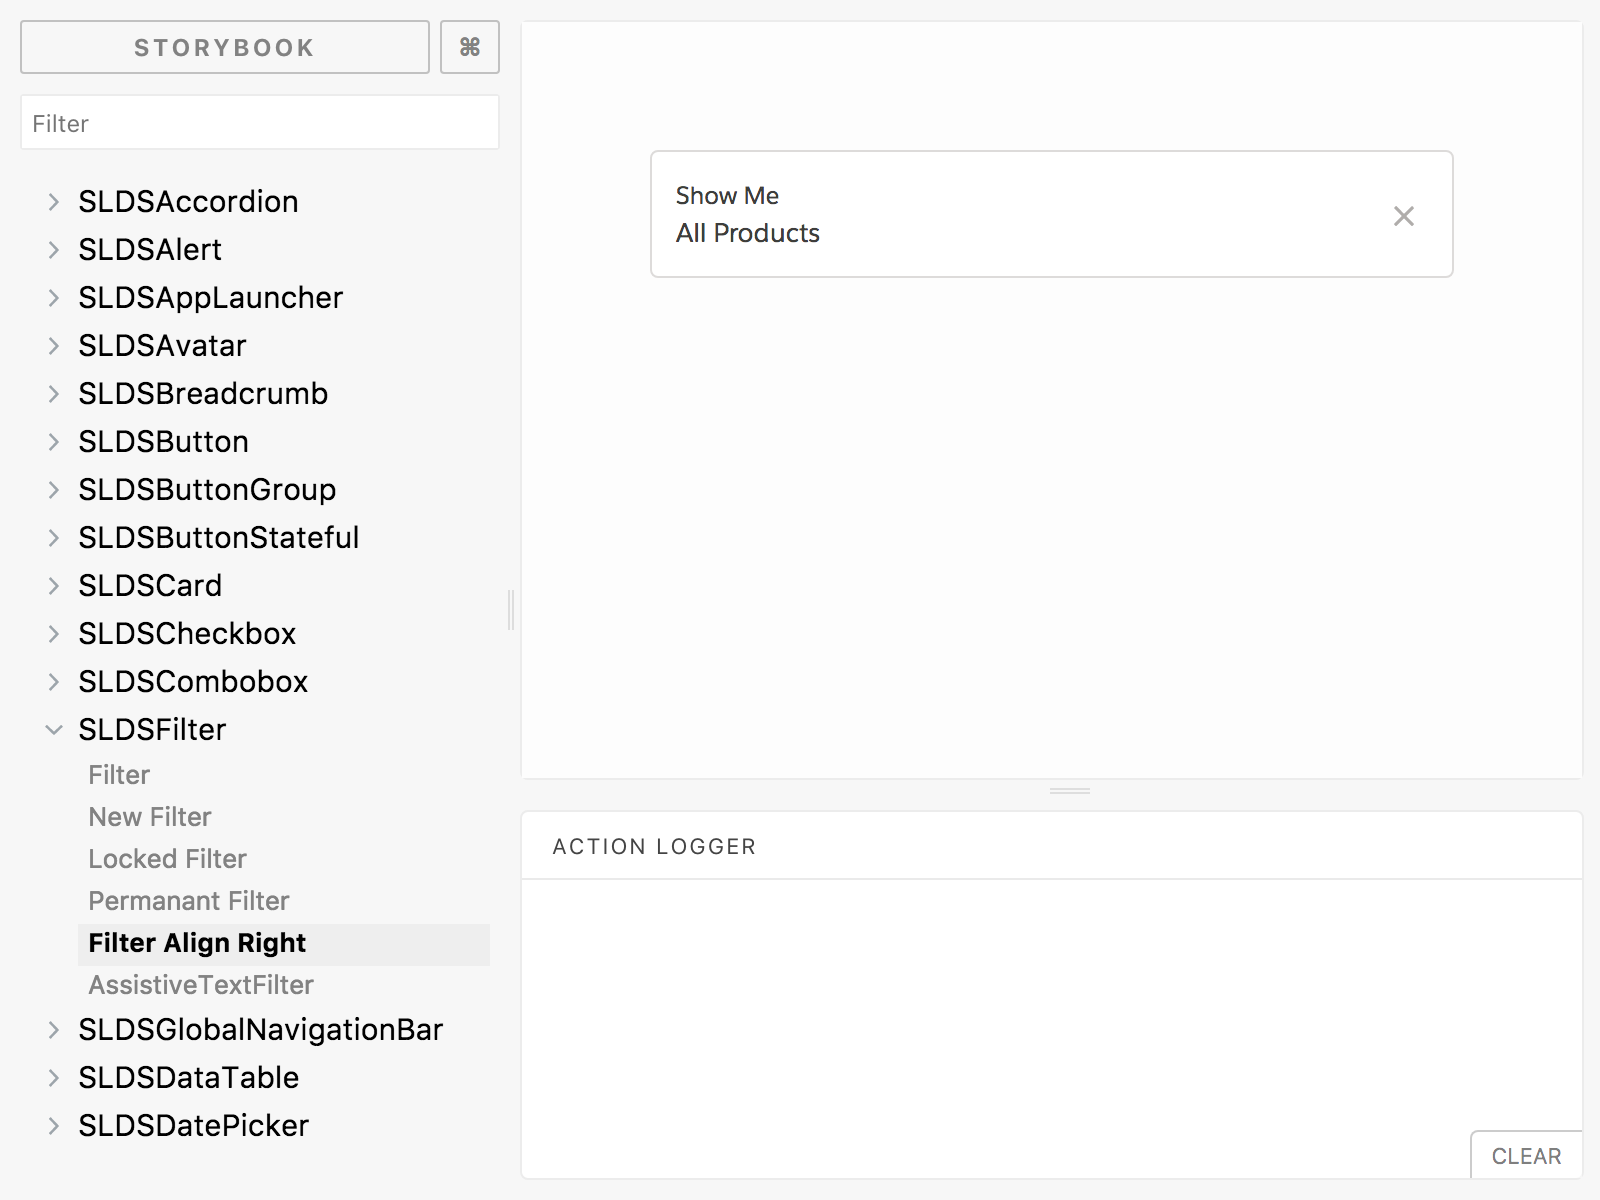 STORYBOOK
⌘
Filter
SLDSAccordion
SLDSAlert
SLDSAppLauncher
SLDSAvatar
SLDSBreadcrumb
SLDSButton
SLDSButtonGroup
SLDSButtonStateful
SLDSCard
SLDSCheckbox
SLDSCombobox
SLDSFilter
Filter
New Filter
Locked Filter
Permanant Filter
Filter Align Right
AssistiveTextFilter
SLDSGlobalNavigationBar
SLDSDataTable
SLDSDatePicker
Show Me
All Products
ACTION LOGGER
CLEAR